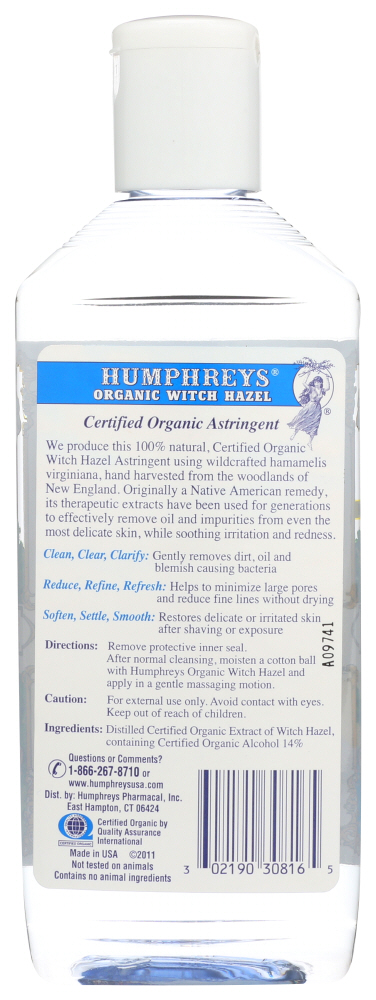 HUMPHREYS®
ORGANIC WITCH HAZEL
®
Certified Organic Astringent
We produce this 100% natural, Certified Organic
Witch Hazel Astringent using wildcrafted hamamelis
virginiana, hand harvested from the woodlands of
New England. Originally a Native American remedy,
its therapeutic extracts have been used for generations
to effectively remove oil and impurities from even the
most delicate skin, while soothing irritation and redness.
Clean, Clear, Clarify: Gently removes dirt, oil and
blemish causing bacteria
Reduce, Refine, Refresh: Helps to minimize large pores
and reduce fine lines without drying
Soften, Settle, Smooth: Restores delicate or irritated skin
after shaving or exposure
A09741
Directions: Remove protective inner seal.
After normal cleansing, moisten a cotton ball
with Humphreys Organic Witch Hazel and
apply in a gentle massaging motion.
Caution: For external use only. Avoid contact with eyes.
Keep out of reach of children.
Ingredients: Distilled Certified Organic Extract of Witch Hazel,
containing Certified Organic Alcohol 14%
Questions or Comments?
1-866-267-8710 or
www.humphreysusa.com
Dist. by: Humphreys Pharmacal, Inc.
East Hampton, CT 06424
CERTIFIED ORGANIC
Certified Organic by
Quality Assurance
International
Made in USA ©2011
Not tested on animals
Contains no animal ingredients
3 02190 30816 5